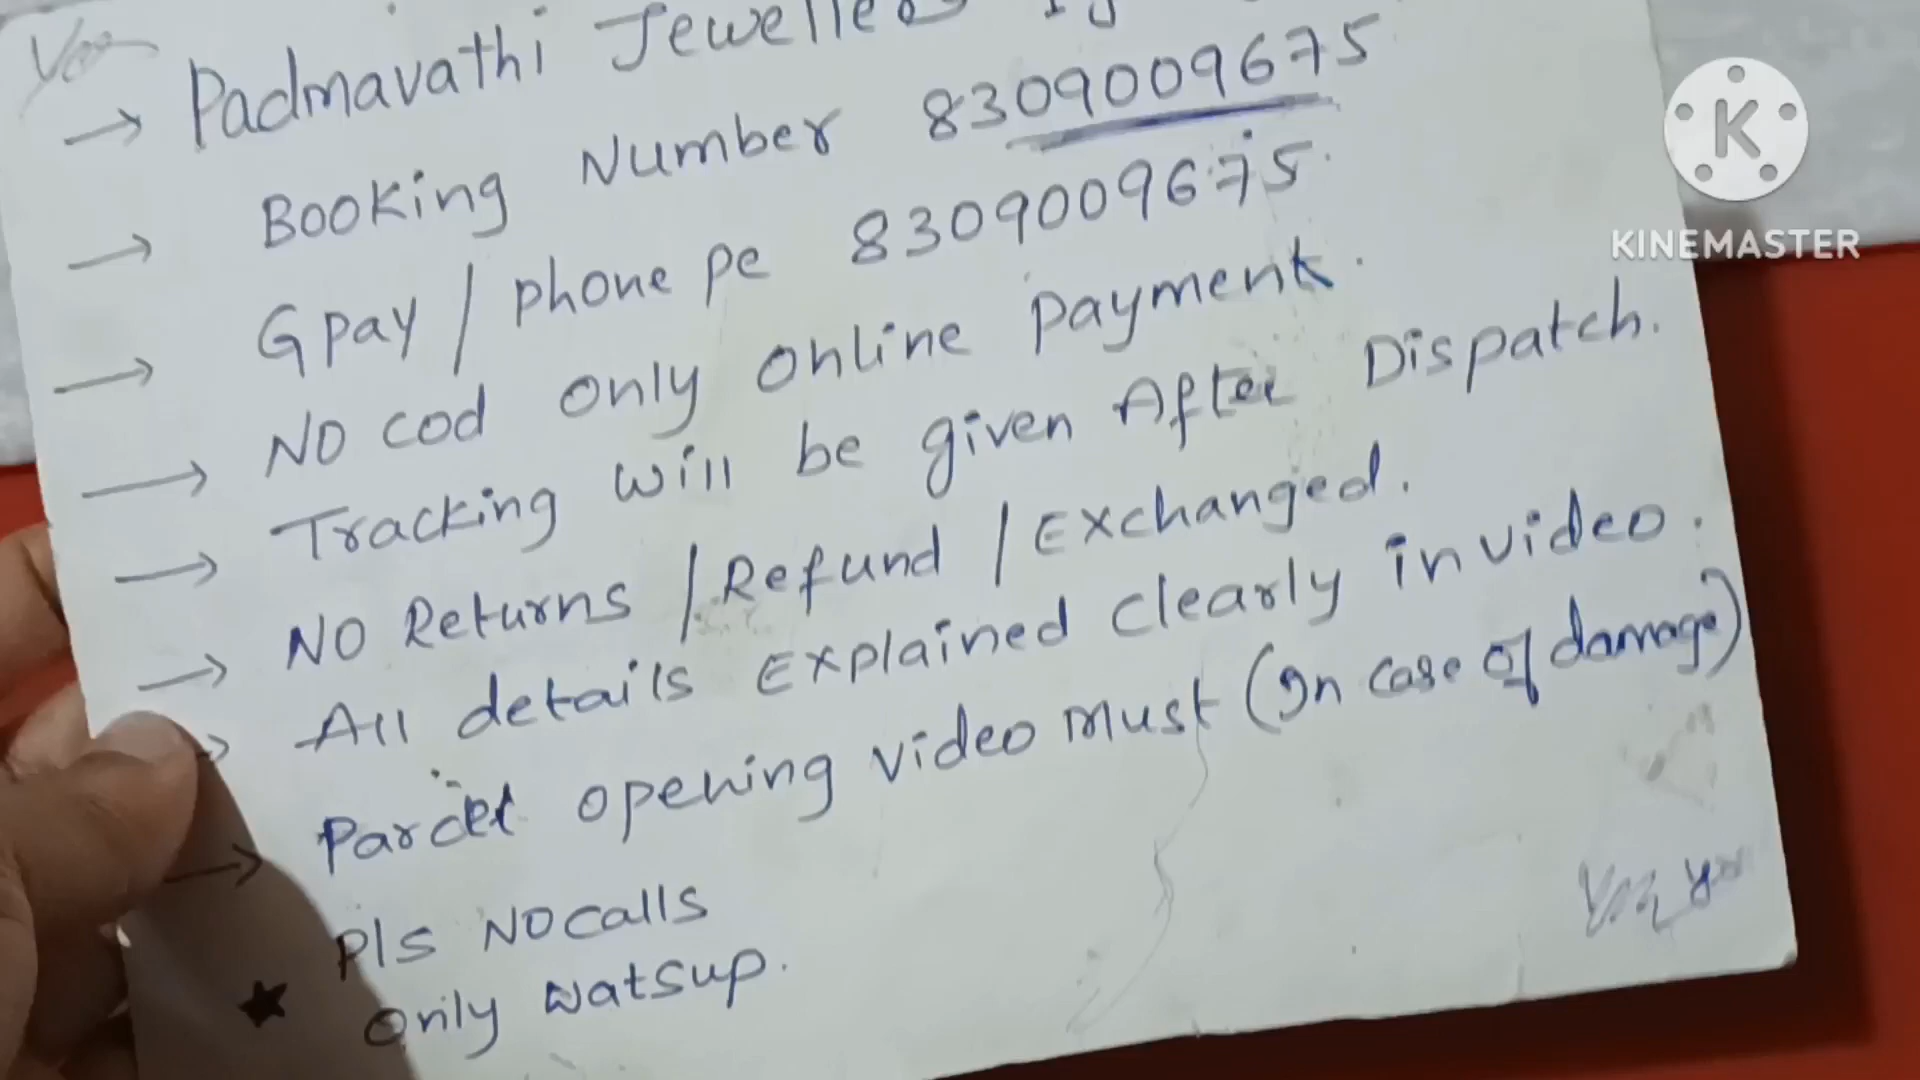 Padmavathi Jewellers
Booking Number 8309009675
Gpay / phone pe 8309009675
NO COD only online payment.
Tracking will be given After Dispatch.
NO Returns / Refund / Exchanged.
All details Explained clearly in video.
Parcel opening video must (In case of damage)
Pls NO calls
only watsup.
KINEMASTER